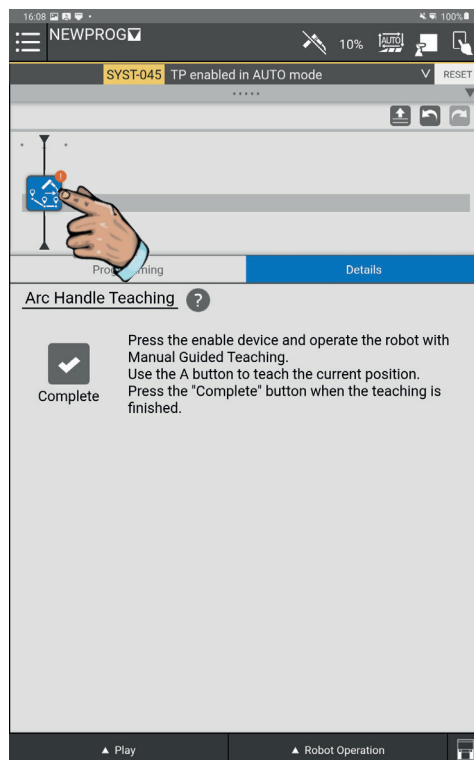 16:08 100%
NEWPROG
10% AUTO
SYST-045 TP enabled in AUTO mode RESET
Details
Arc Handle Teaching ?
Press the enable device and operate the robot with
Manual Guided Teaching.
Use the A button to teach the current position.
Press the "Complete" button when the teaching is
finished.
Complete
Play Robot Operation